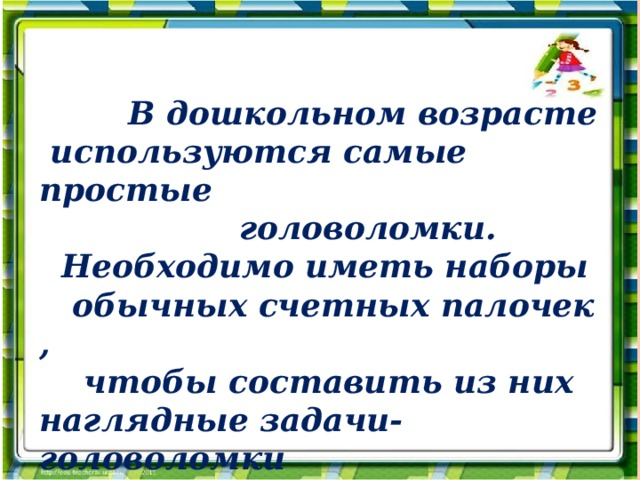 В дошкольном возрасте
используются самые
простые
головоломки.
Необходимо иметь наборы
обычных счетных палочек
,
чтобы составить из них
наглядные задачи-
головоломки